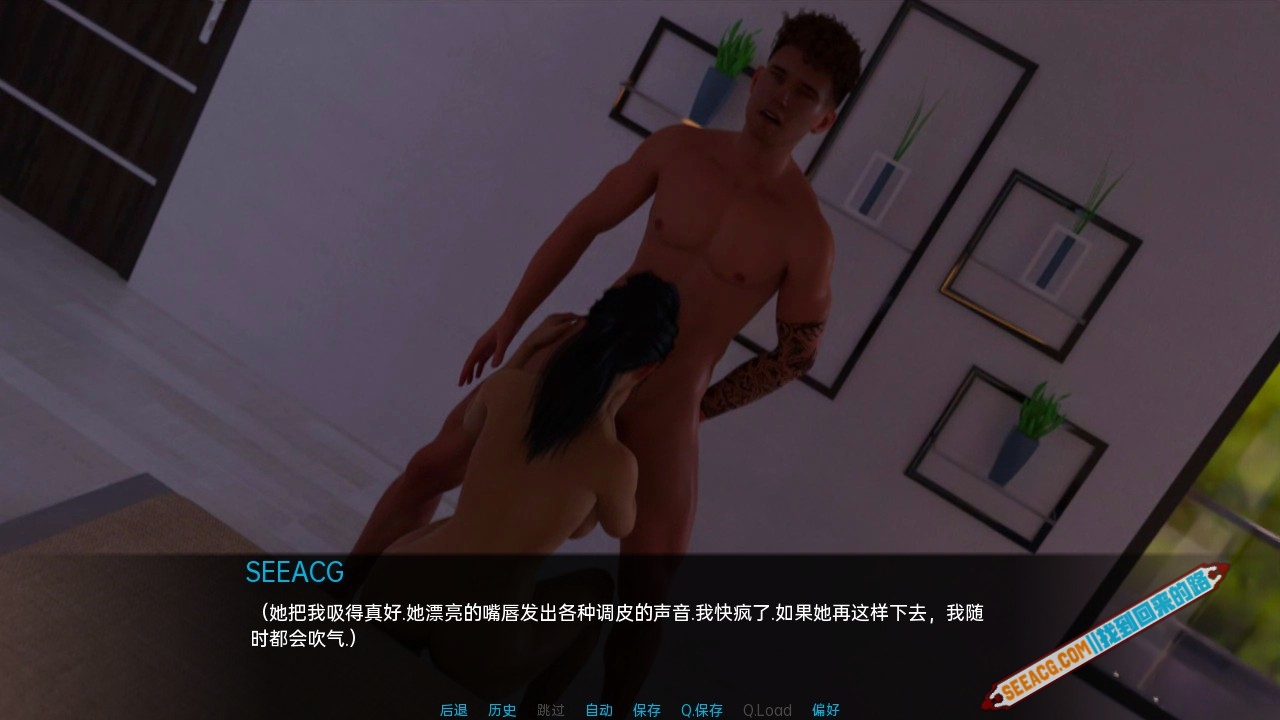 SEEACG
（她把我吸得真好.她漂亮的嘴唇发出各种调皮的声音.我快疯了.如果她再这样下去，我随
时都会吹气.）
SEEACG.COM||找到回来的路
后退 历史 跳过 自动 保存 Q.保存 Q.Load 偏好